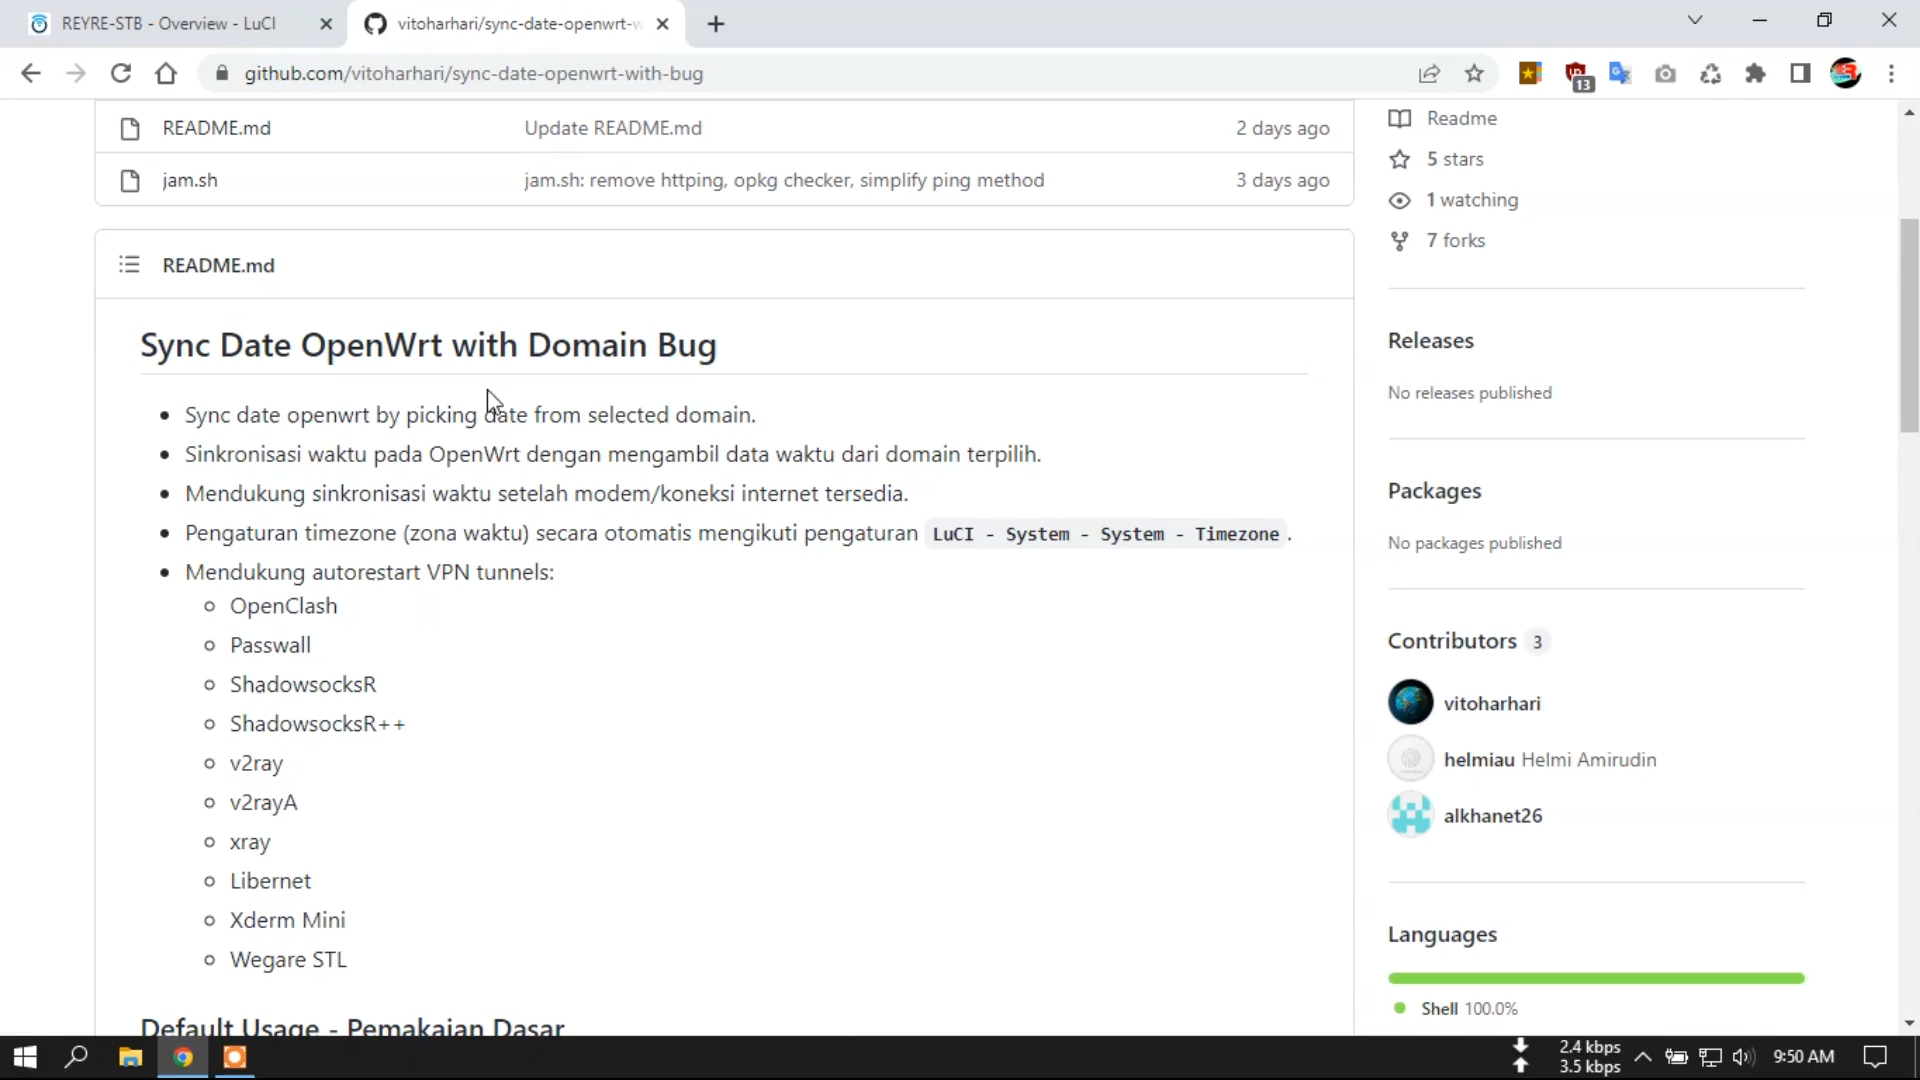 REYRE-STB - Overview - LuCI
vitoharhari/sync-date-openwrt-w
github.com/vitoharhari/sync-date-openwrt-with-bug
13
README.md Update README.md 2 days ago
jam.sh jam.sh: remove httping, opkg checker, simplify ping method 3 days ago
README.md
Sync Date OpenWrt with Domain Bug
Sync date openwrt by picking date from selected domain.
Sinkronisasi waktu pada OpenWrt dengan mengambil data waktu dari domain terpilih.
Mendukung sinkronisasi waktu setelah modem/koneksi internet tersedia.
Pengaturan timezone (zona waktu) secara otomatis mengikuti pengaturan LuCI - System - System - Timezone .
Mendukung autorestart VPN tunnels:
OpenClash
Passwall
ShadowsocksR
ShadowsocksR++
v2ray
v2rayA
xray
Libernet
Xderm Mini
Wegare STL
Default Usage - Pemakaian Dasar
Readme
5 stars
1 watching
7 forks
Releases
No releases published
Packages
No packages published
Contributors 3
vitoharhari
helmiau Helmi Amirudin
alkhanet26
Languages
Shell 100.0%
2.4 kbps
3.5 kbps
9:50 AM